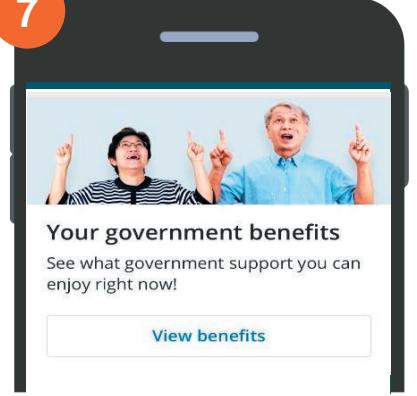 7
Your government benefits
See what government support you can
enjoy right now!
View benefits